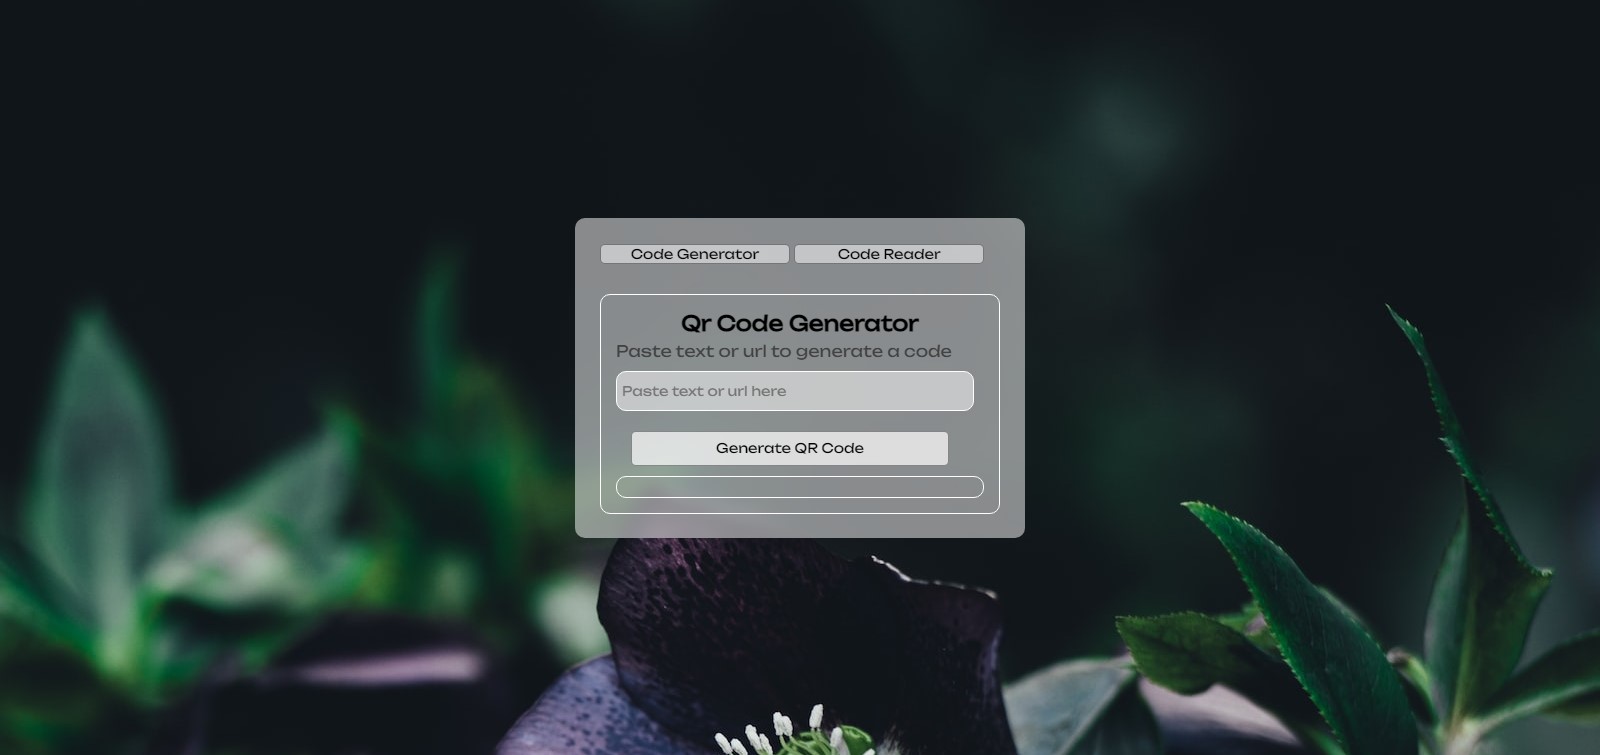 Code Generator Code Reader
Qr Code Generator
Paste text or url to generate a code
Paste text or url here
Generate QR Code